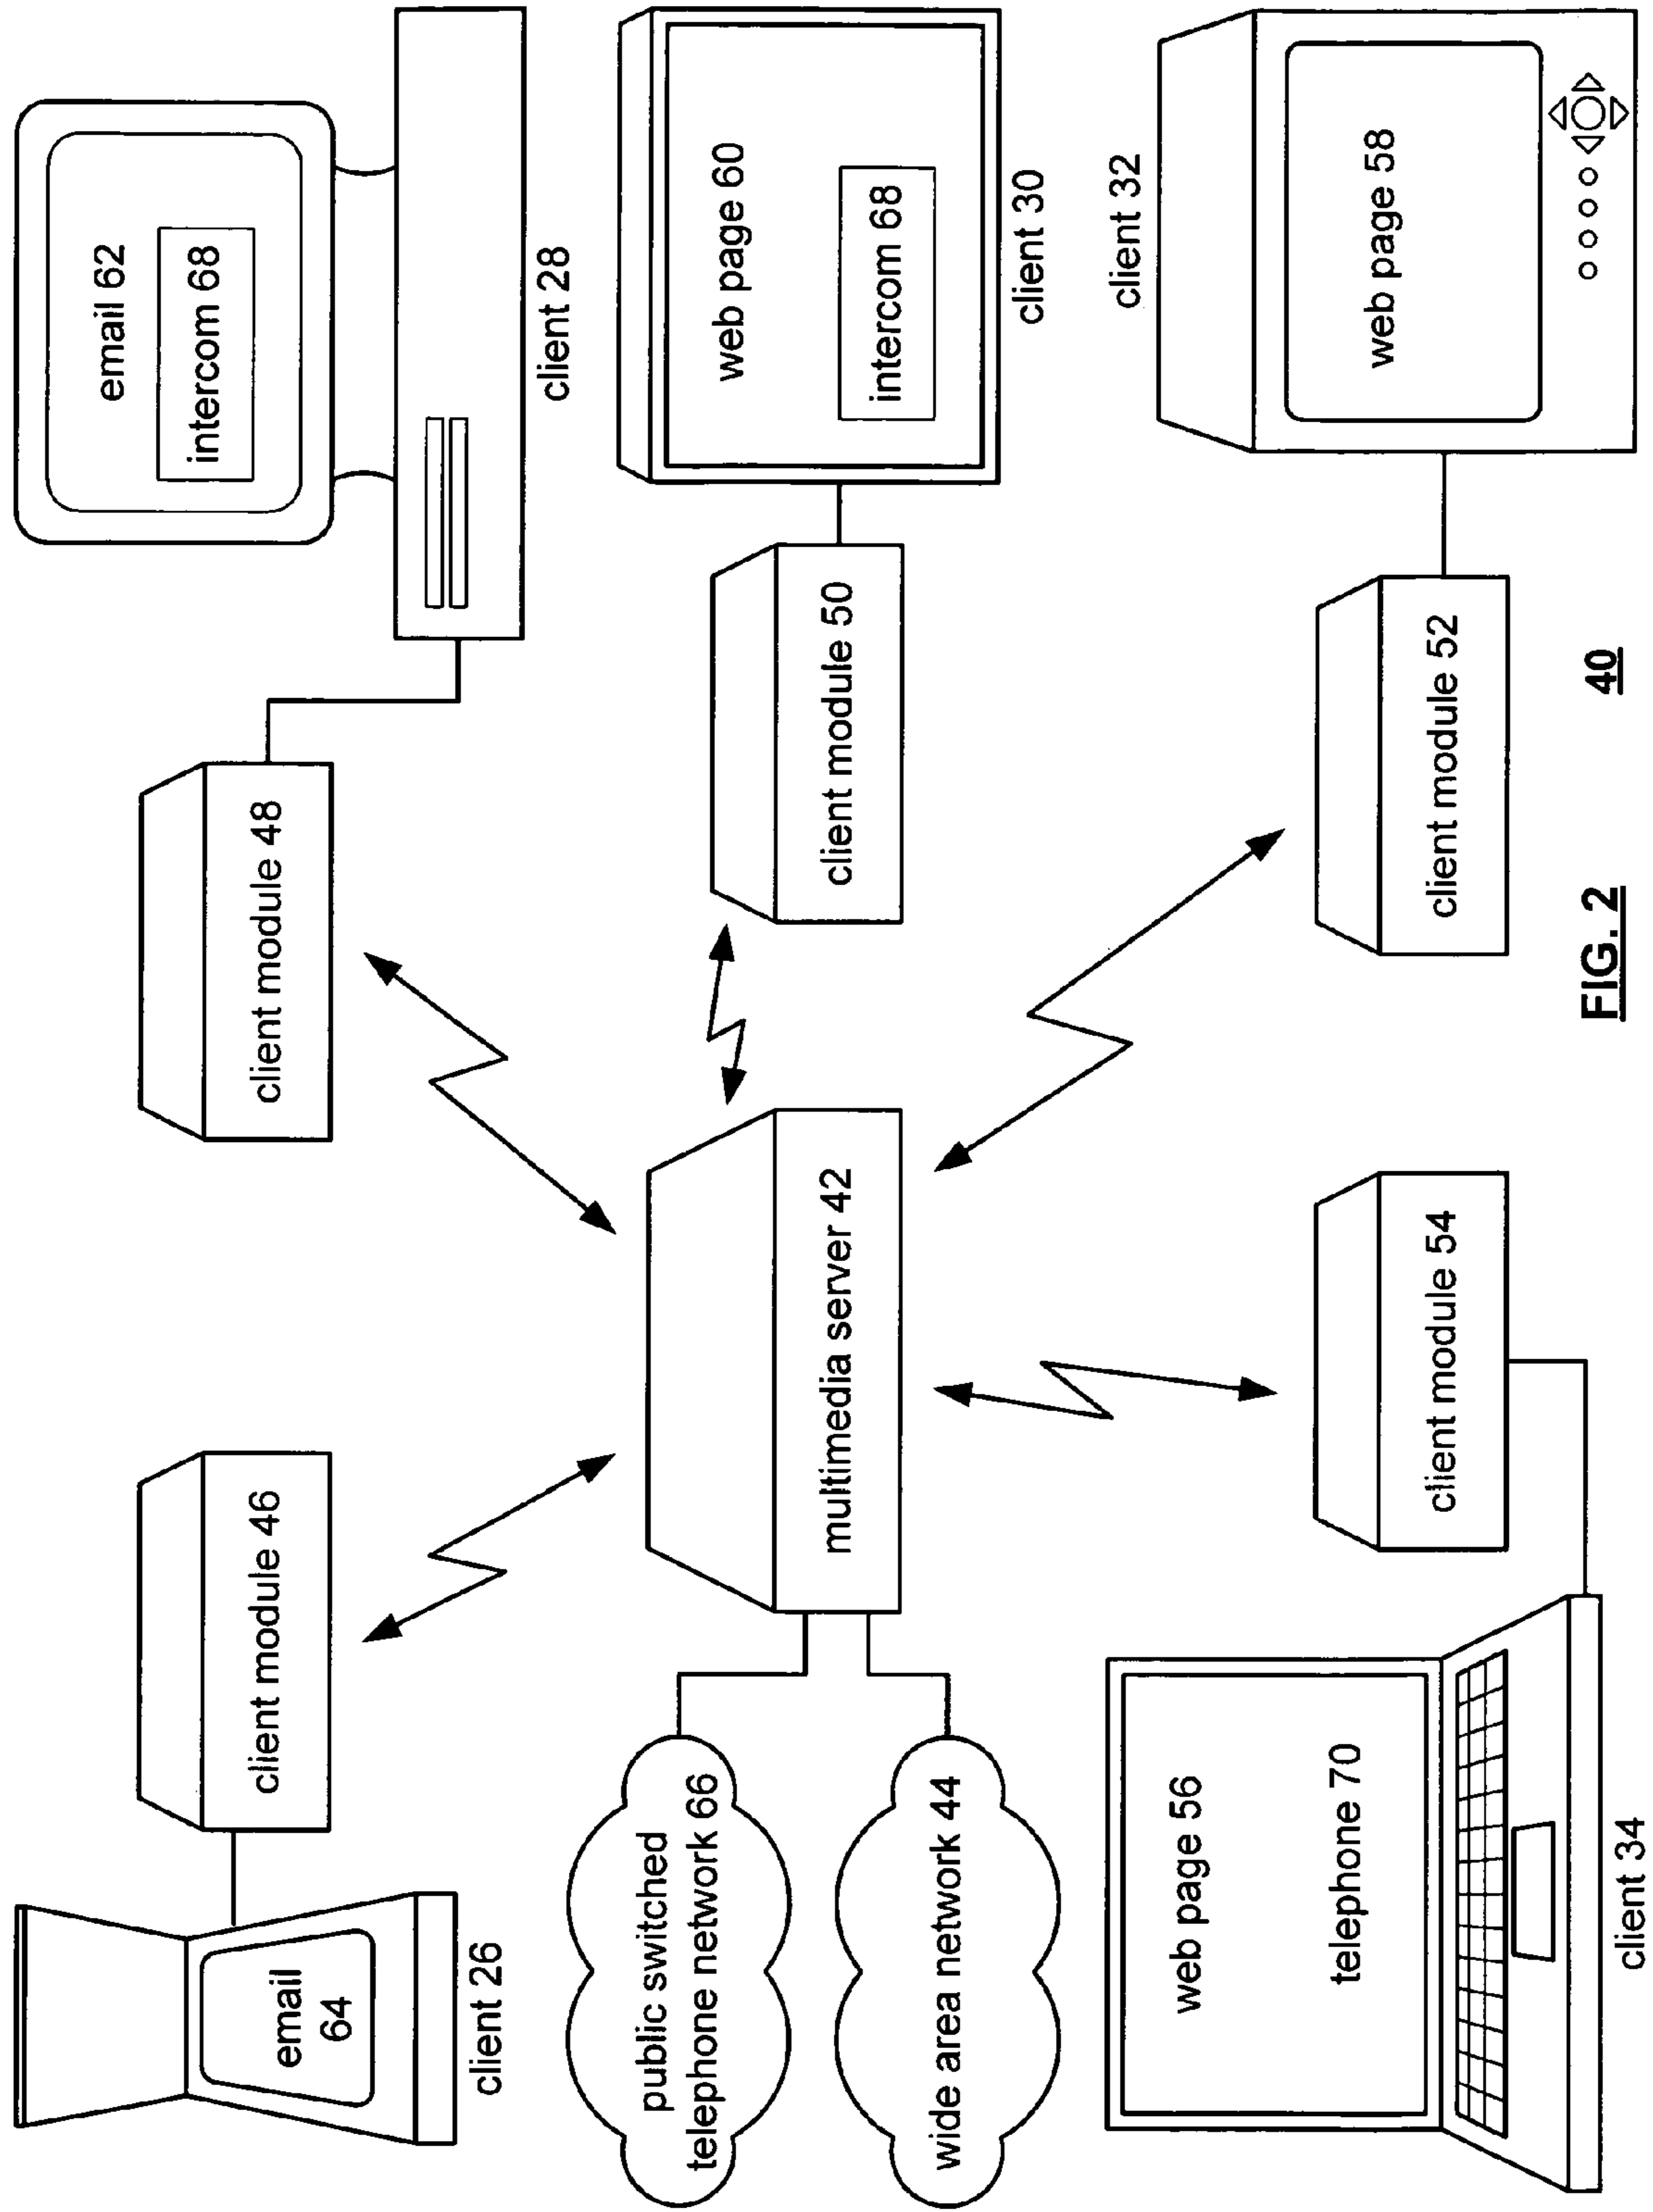 email
64
client 26
client module 46
client module 48
email 62
intercom 68
client 28
public switched
telephone network 66
wide area network 44
multimedia server 42
client module 50
web page 60
intercom 68
client 30
web page 56
telephone 70
client 34
client module 54
client module 52
client 32
web page 58
FIG. 2
40